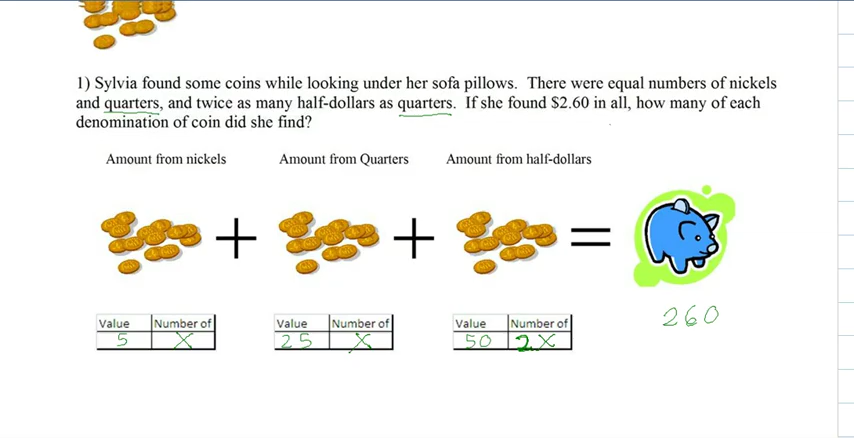 1) Sylvia found some coins while looking under her sofa pillows. There were equal numbers of nickels
and quarters, and twice as many half-dollars as quarters. If she found $2.60 in all, how many of each
denomination of coin did she find?
Amount from nickels Amount from Quarters Amount from half-dollars
+ + =
Value Number of Value Number of Value Number of
5 X 25 X 50 2X
260